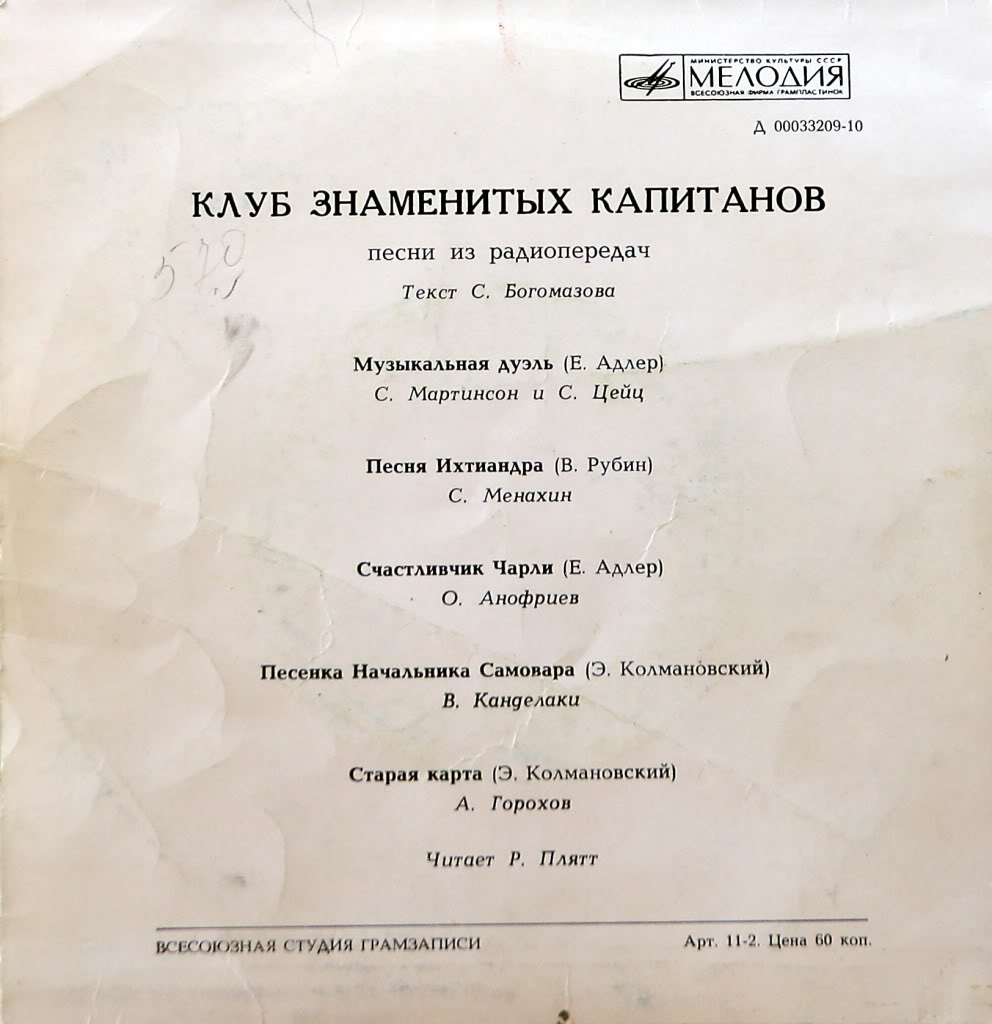 МИНИСТЕРСТВО КУЛЬТУРЫ СССР
МЕЛОДИЯ
ВСЕСОЮЗНАЯ ФИРМА ГРАМПЛАСТИНОК
Д 00033209-10
КЛУБ ЗНАМЕНИТЫХ КАПИТАНОВ
песни из радиопередач
570
Текст С. Богомазова
Музыкальная дуэль (Е. Адлер)
С. Мартинсон и С. Цейц
Песня Ихтиандра (В. Рубин)
С. Менахин
Счастливчик Чарли (Е. Адлер)
О. Анофриев
Песенка Начальника Самовара (Э. Колмановский)
В. Канделаки
Старая карта (Э. Колмановский)
А. Горохов
Читает Р. Плятт
ВСЕСОЮЗНАЯ СТУДИЯ ГРАМЗАПИСИ
Арт. 11-2. Цена 60 коп.